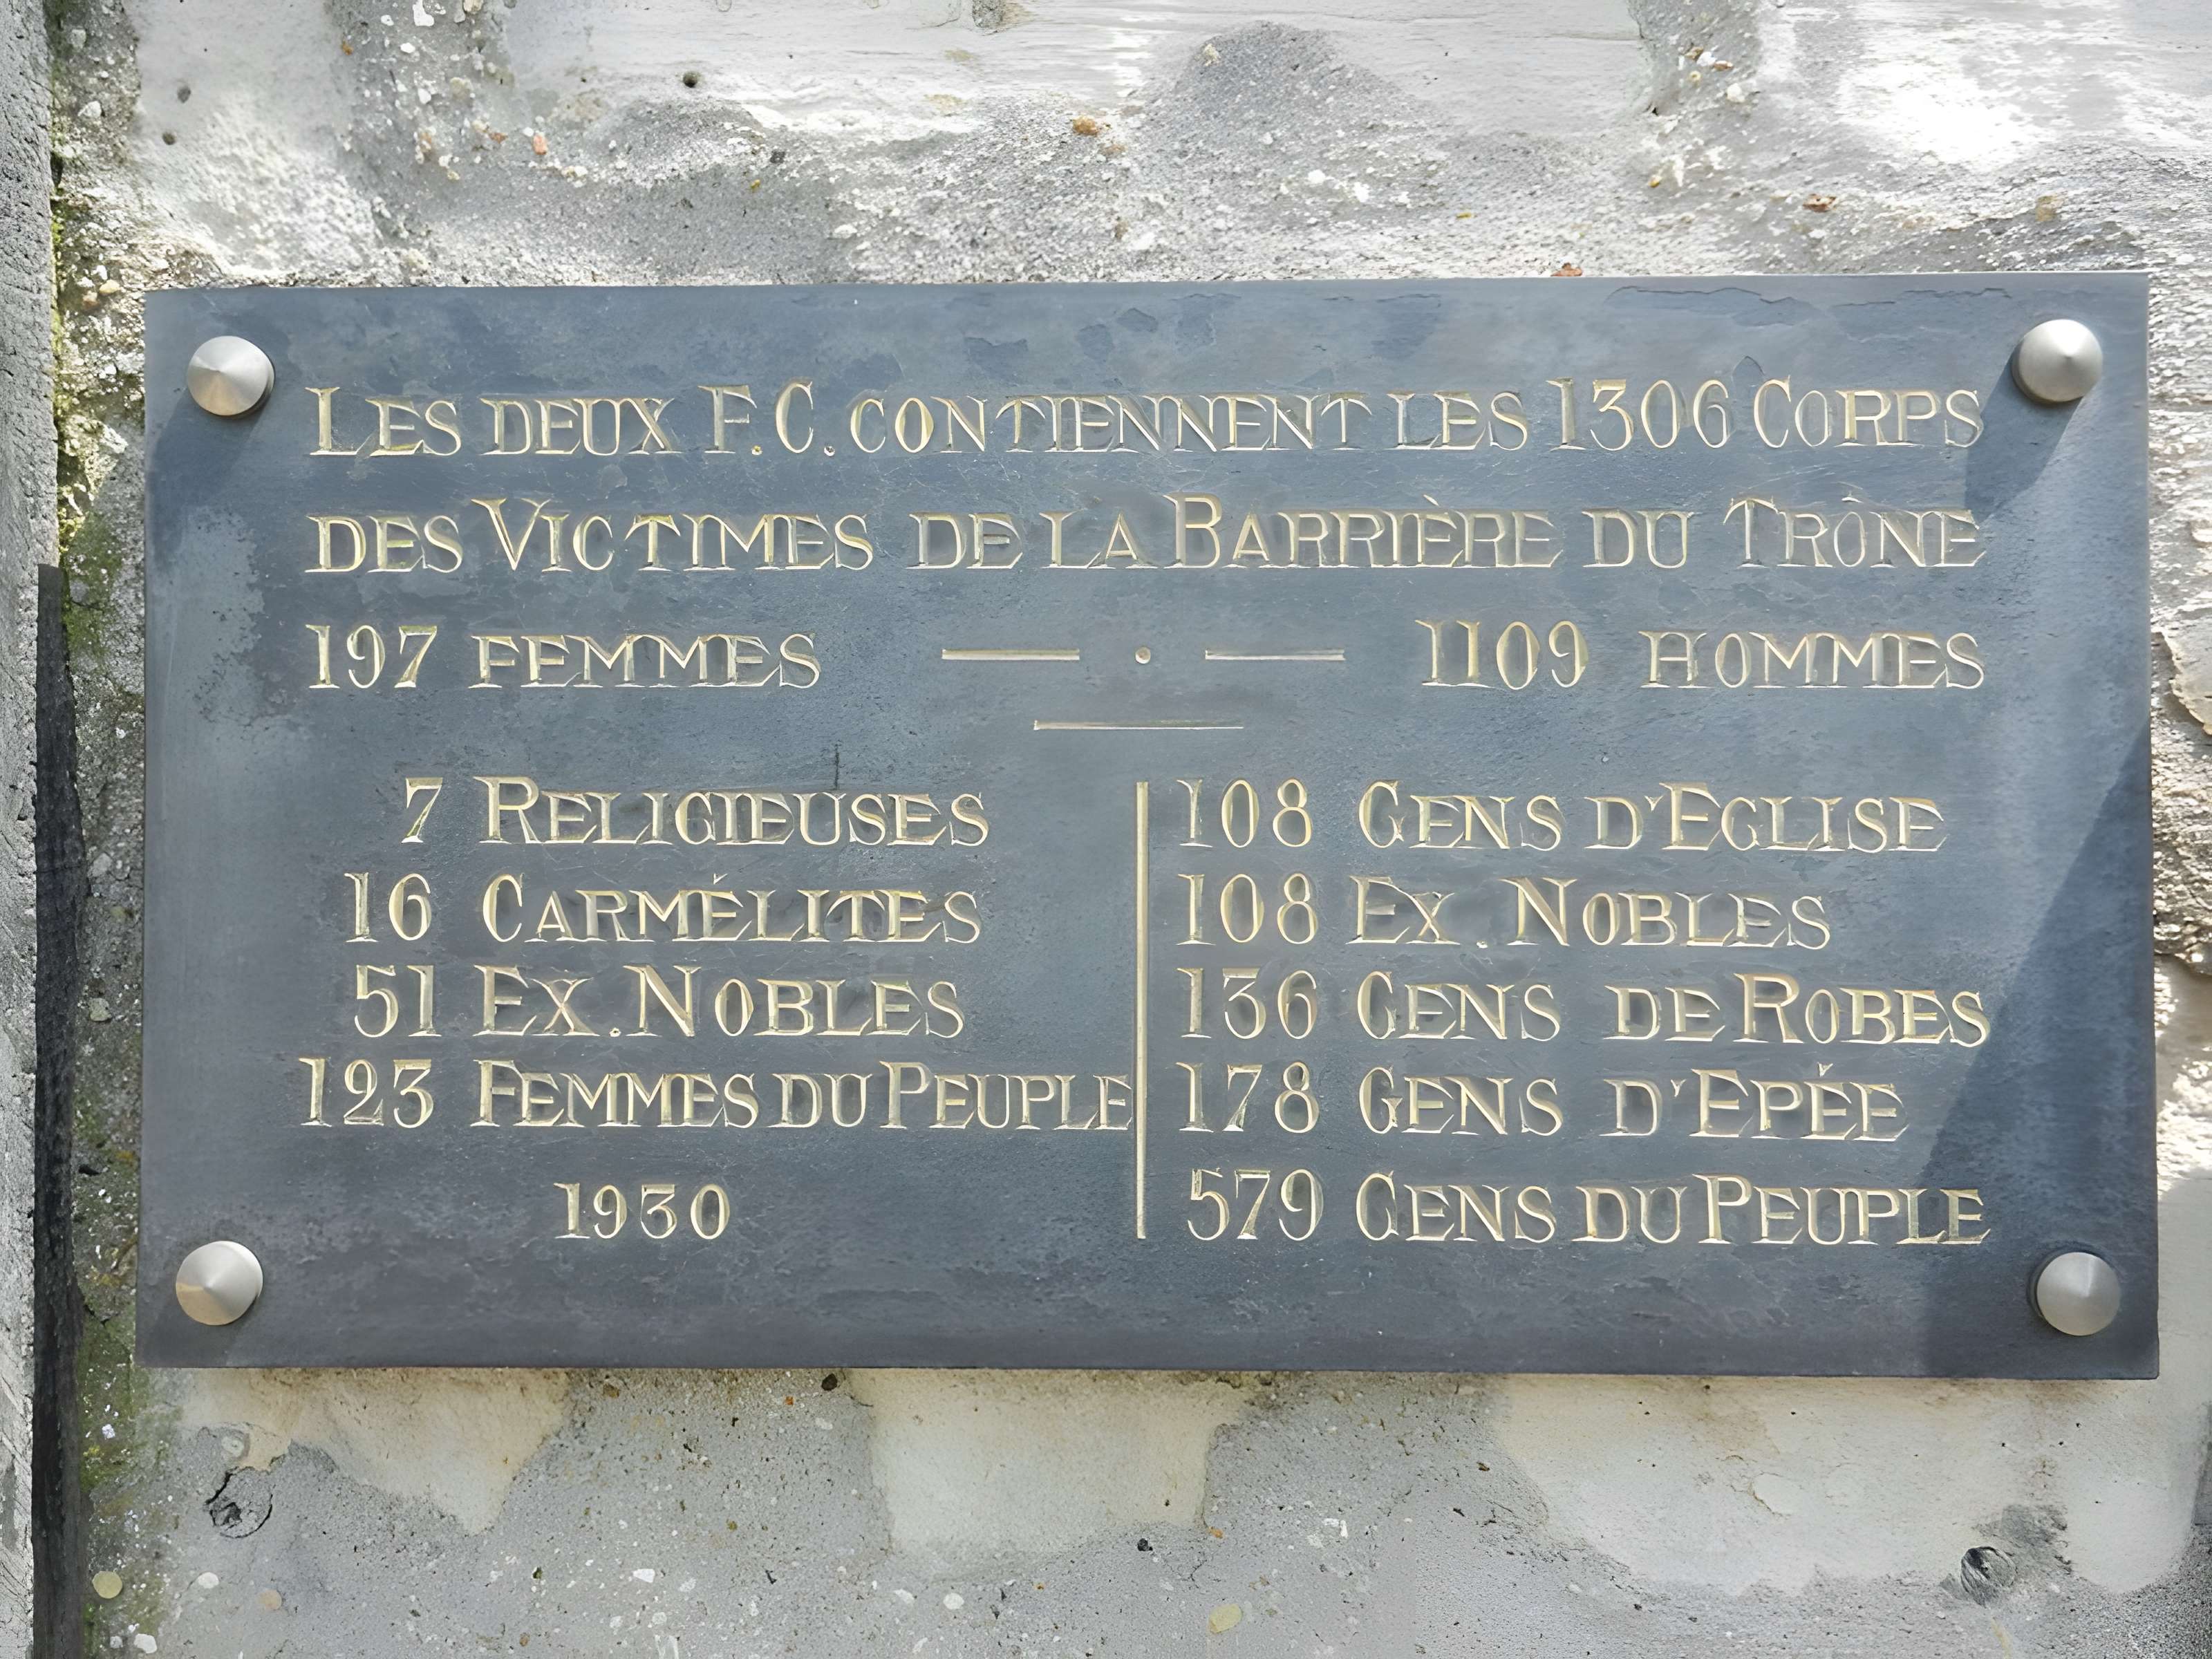 LES DEUX F.C. CONTIENNENT LES 1306 CORPS
DES VICTIMES DE LA BARRIÈRE DU TRÔNE
197 FEMMES — . — 1109 HOMMES
7 RELIGIEUSES
16 CARMÉLITES
51 EX.NOBLES
123 FEMMES DU PEUPLE
1930
108 GENS D'EGLISE
108 EX.NOBLES
136 GENS DE ROBES
178 GENS D'EPÉE
579 GENS DU PEUPLE